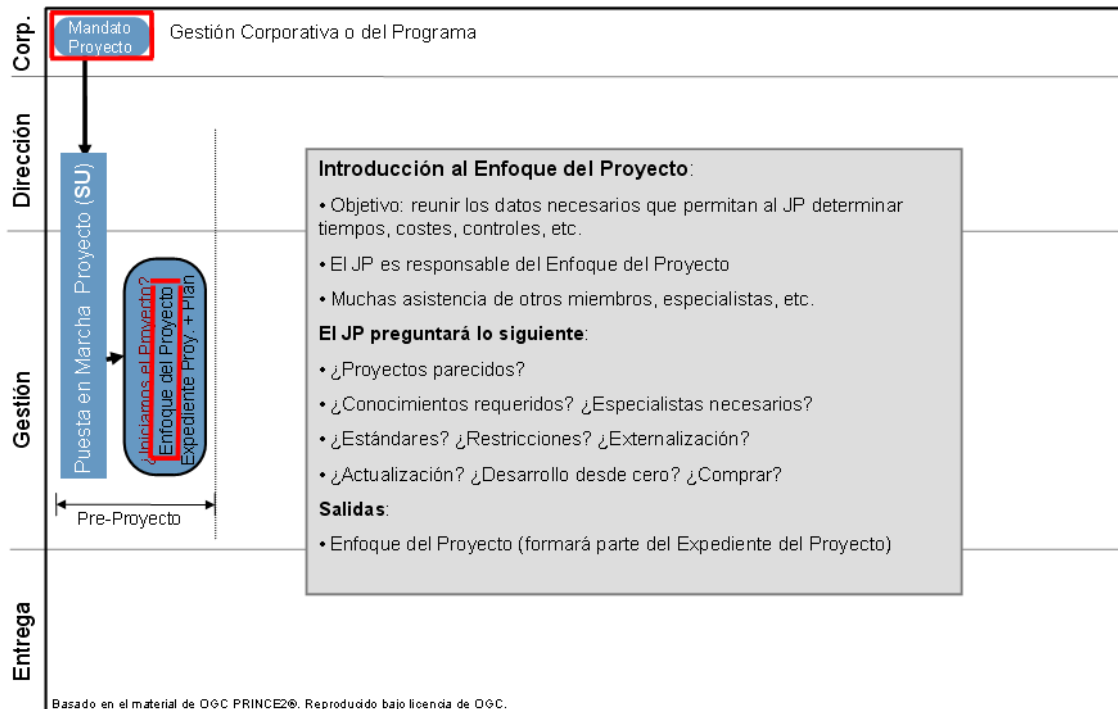 Corp.
Mandato
Proyecto
Gestión Corporativa o del Programa
Dirección
Puesta en Marcha Proyecto (SU)
Gestión
¿Iniciamos el Proyecto?
Enfoque del Proyecto
Expediente Proy. + Plan
Pre-Proyecto
Introducción al Enfoque del Proyecto:
• Objetivo: reunir los datos necesarios que permitan al JP determinar
tiempos, costes, controles, etc.
• El JP es responsable del Enfoque del Proyecto
• Muchas asistencia de otros miembros, especialistas, etc.
El JP preguntará lo siguiente:
• ¿Proyectos parecidos?
• ¿Conocimientos requeridos? ¿Especialistas necesarios?
• ¿Estándares? ¿Restricciones? ¿Externalización?
• ¿Actualización? ¿Desarrollo desde cero? ¿Comprar?
Salidas:
• Enfoque del Proyecto (formará parte del Expediente del Proyecto)
Entrega
Basado en el material de OGC PRINCE2®. Reproducido bajo licencia de OGC.